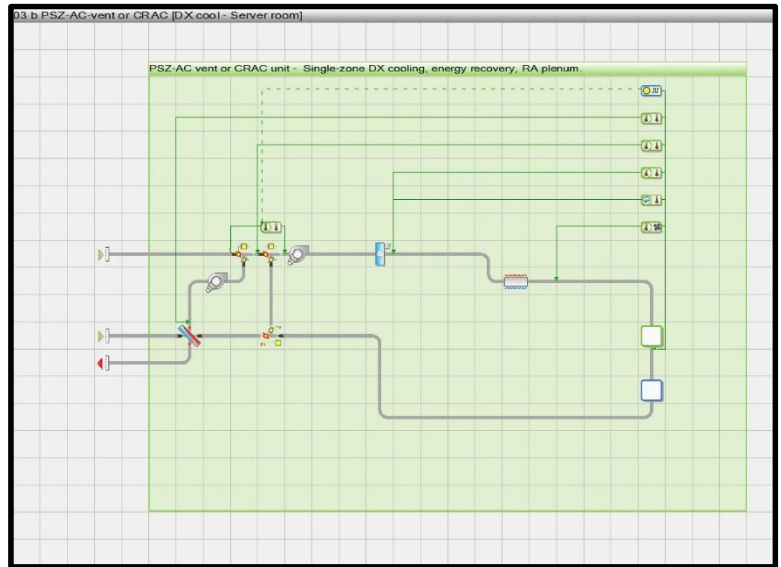 03 b PSZ-AC-vent or CRAC [DX cool - Server room]
PSZ-AC vent or CRAC unit - Single-zone DX cooling, energy recovery, RA plenum.